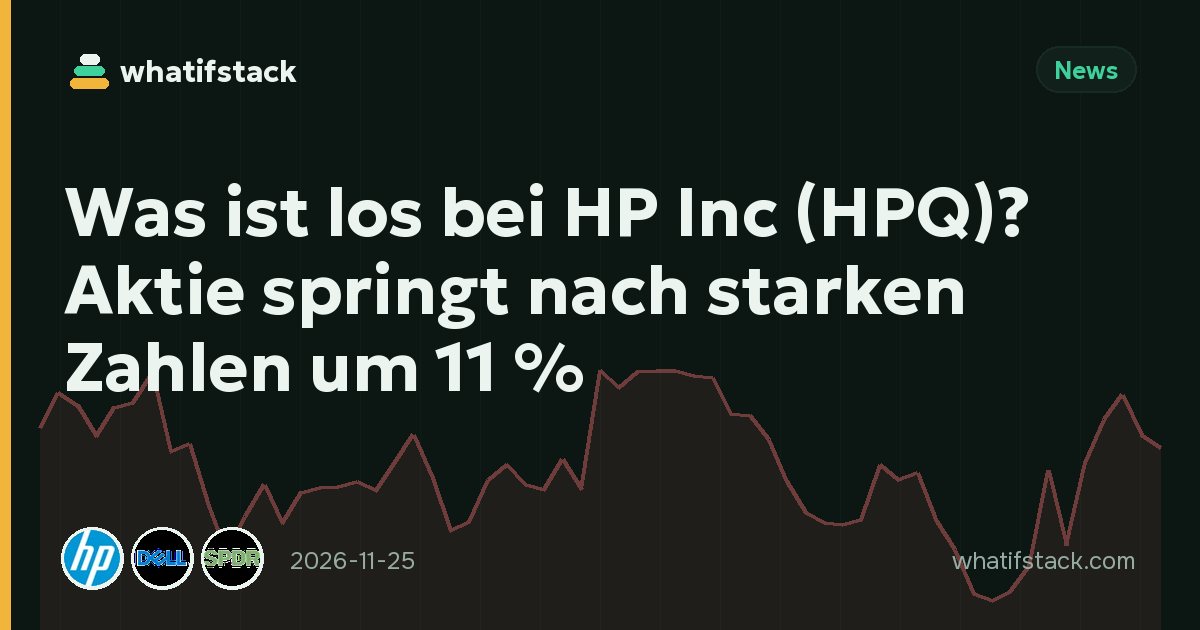 whatifstack
News
Was ist los bei HP Inc (HPQ)?
Aktie springt nach starken
Zahlen um 11 %
hp
DELL
SPDR
2026-11-25
whatifstack.com